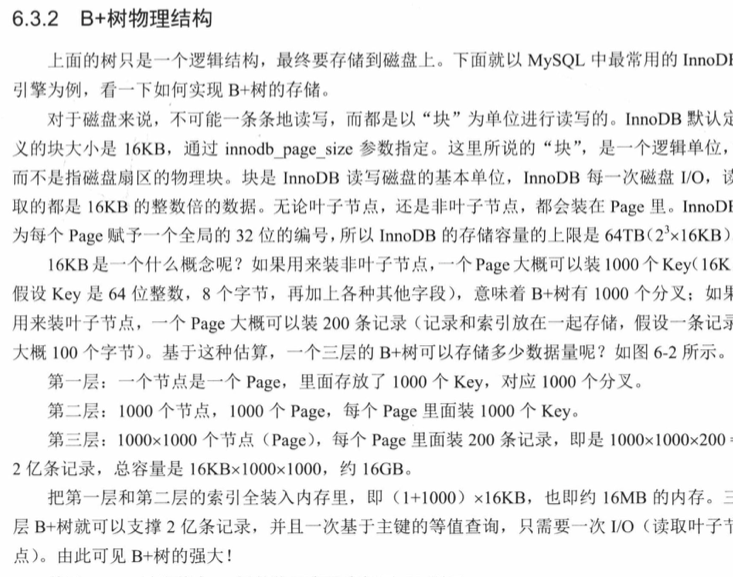 6.3.2 B+树物理结构
上面的树只是一个逻辑结构，最终要存储到磁盘上。下面就以 MySQL 中最常用的 InnoDB
引擎为例，看一下如何实现 B+树的存储。
对于磁盘来说，不可能一条条地读写，而都是以“块”为单位进行读写的。InnoDB 默认定
义的块大小是 16KB，通过 innodb_page_size 参数指定。这里所说的“块”，是一个逻辑单位，
而不是指磁盘扇区的物理块。块是 InnoDB 读写磁盘的基本单位，InnoDB 每一次磁盘 I/O，读
取的都是 16KB 的整数倍的数据。无论叶子节点，还是非叶子节点，都会装在 Page 里。InnoDB
为每个 Page 赋予一个全局的 32 位的编号，所以 InnoDB 的存储容量的上限是 64TB（2³×16KB）
16KB 是一个什么概念呢？如果用来装非叶子节点，一个 Page 大概可以装 1000 个 Key（16K
假设 Key 是 64 位整数，8 个字节，再加上各种其他字段），意味着 B+树有 1000 个分叉；如果
用来装叶子节点，一个 Page 大概可以装 200 条记录（记录和索引放在一起存储，假设一条记录
大概 100 个字节）。基于这种估算，一个三层的 B+树可以存储多少数据量呢？如图 6-2 所示。
第一层：一个节点是一个 Page，里面存放了 1000 个 Key，对应 1000 个分叉。
第二层：1000 个节点，1000 个 Page，每个 Page 里面装 1000 个 Key。
第三层：1000×1000 个节点（Page），每个 Page 里面装 200 条记录，即是 1000×1000×200=
2 亿条记录，总容量是 16KB×1000×1000，约 16GB。
把第一层和第二层的索引全装入内存里，即（1+1000）×16KB，也即约 16MB 的内存。三
层 B+树就可以支撑 2 亿条记录，并且一次基于主键的等值查询，只需要一次 I/O（读取叶子节
点）。由此可见 B+树的强大！